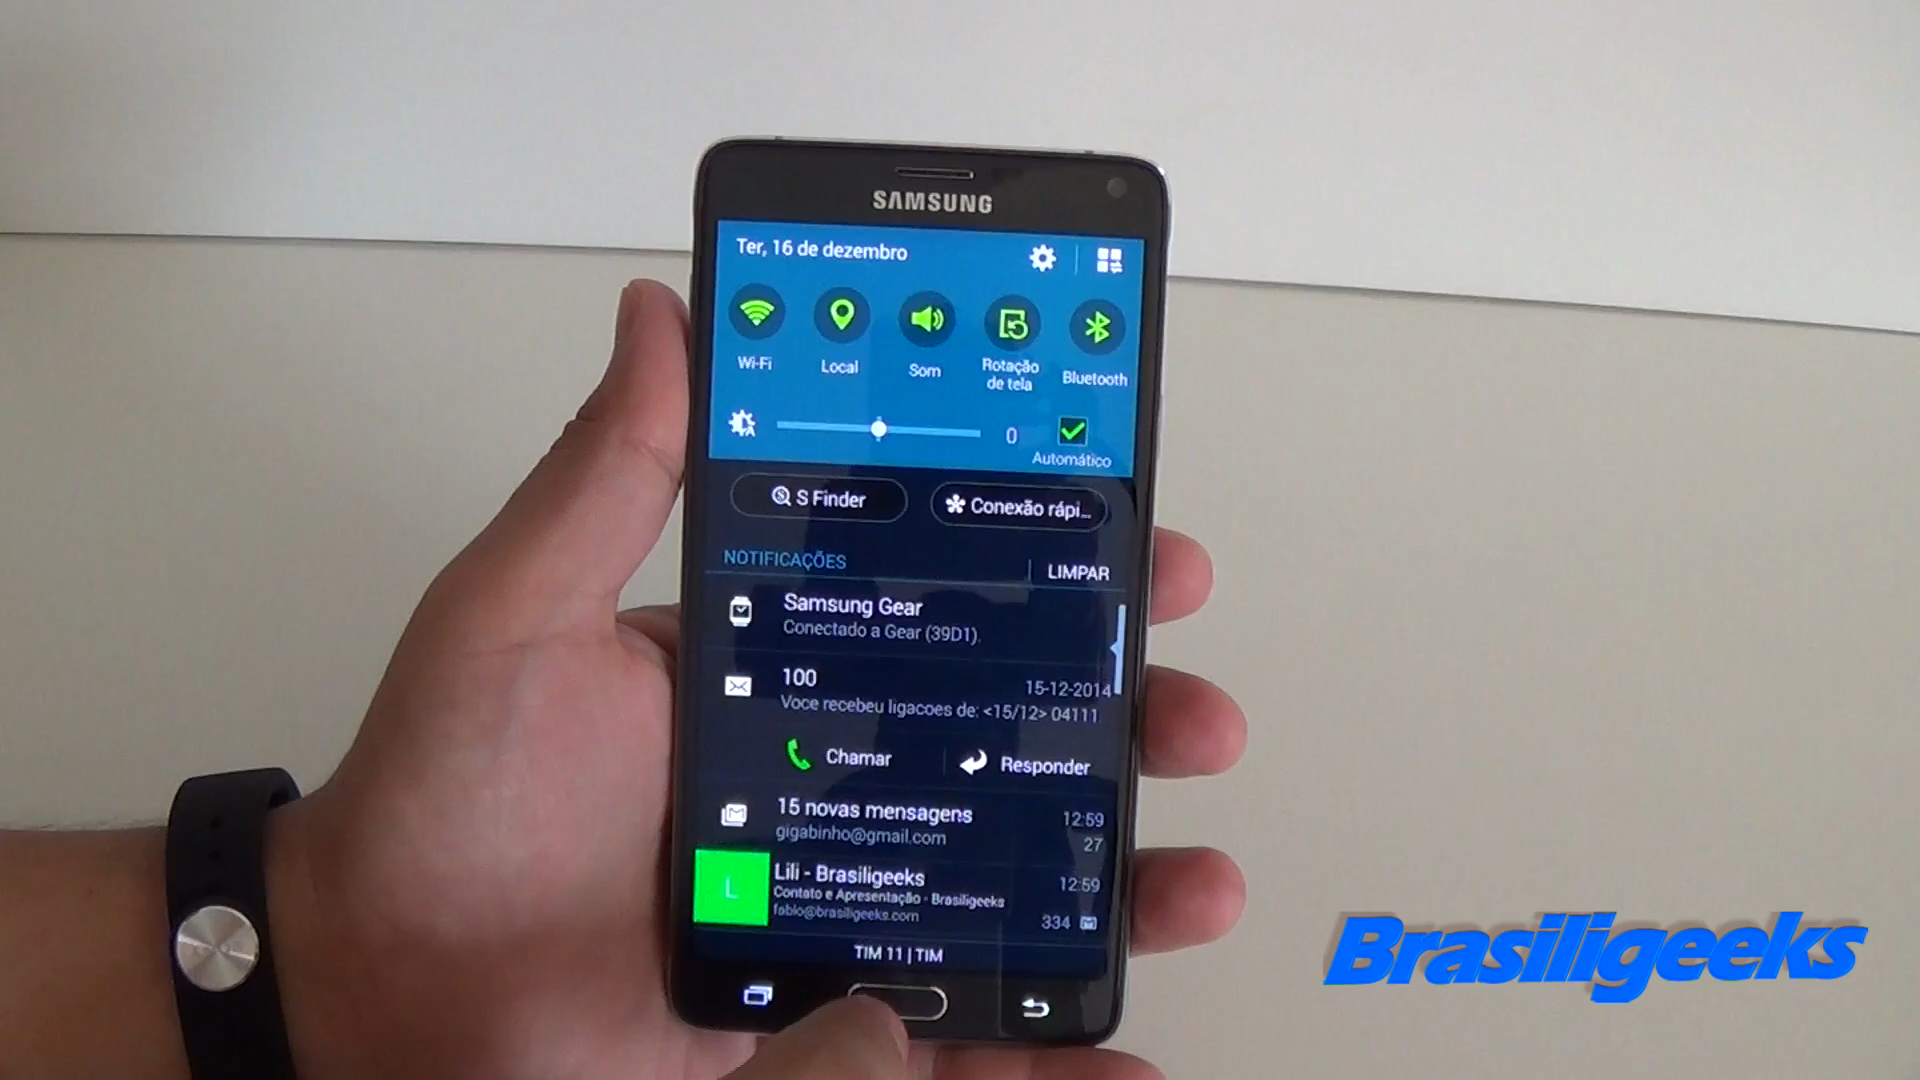 SAMSUNG
Ter, 16 de dezembro
Wi-Fi
Local
Som
Rotação
de tela
Bluetooth
A
0
Automático
S Finder
Conexão rápi...
NOTIFICAÇÕES
LIMPAR
Samsung Gear
Conectado a Gear (39D1).
100
15-12-2014
Voce recebeu ligacoes de: <15/12> 04111
Chamar
Responder
15 novas mensagens
12:59
gigabinho@gmail.com
27
L
Lili - Brasiligeeks
12:59
Contato e Apresentação - Brasiligeeks
fabio@brasiligeeks.com
334
TIM 11 | TIM
Brasiligeeks